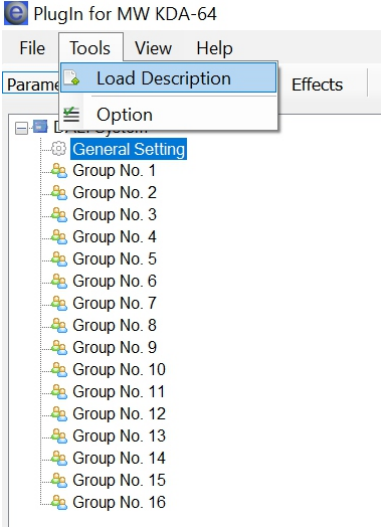 PlugIn for MW KDA-64
File Tools View Help
Load Description
Effects
Option
General Setting
Group No. 1
Group No. 2
Group No. 3
Group No. 4
Group No. 5
Group No. 6
Group No. 7
Group No. 8
Group No. 9
Group No. 10
Group No. 11
Group No. 12
Group No. 13
Group No. 14
Group No. 15
Group No. 16